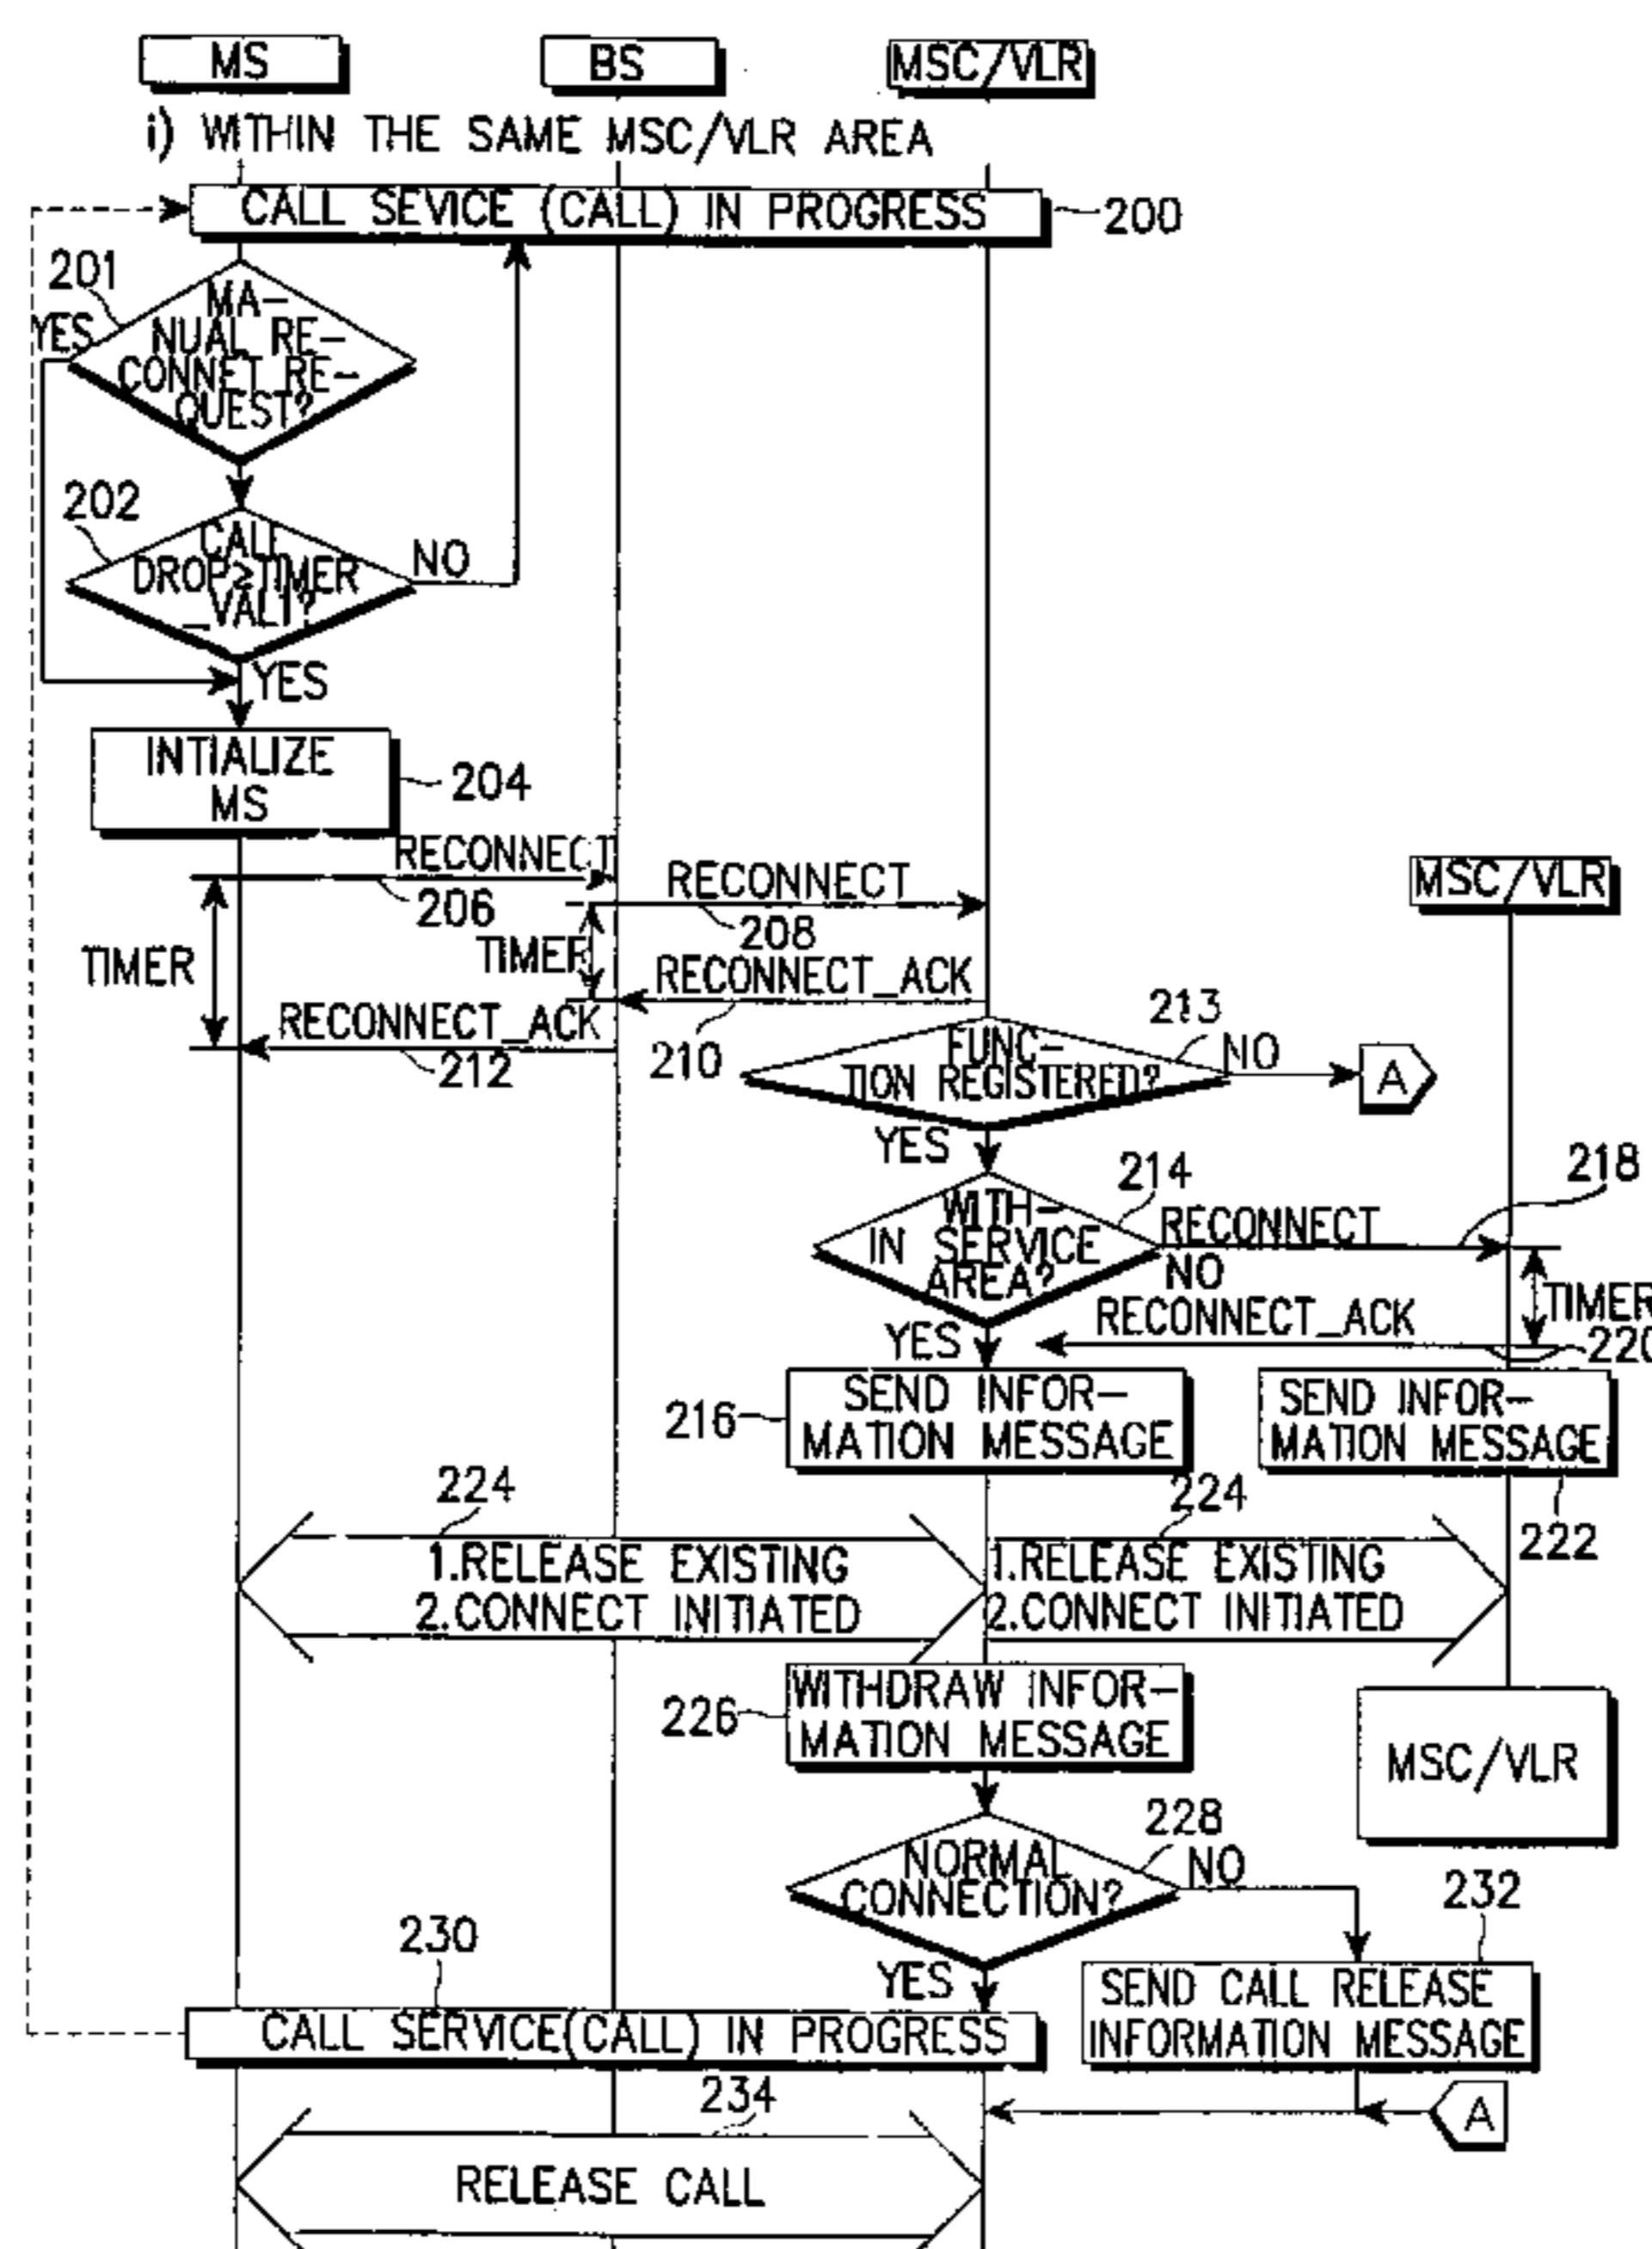 MS
BS
MSC/VLR
i) WITHIN THE SAME MSC/VLR AREA
CALL SEVICE (CALL) IN PROGRESS
200
201
YES
MA-
NUAL RE-
CONNET RE-
QUEST?
202
CALL
DROP≥TIMER
_VAL1?
NO
YES
INTIALIZE
MS
204
RECONNECT
206
RECONNECT
208
MSC/VLR
TIMER
TIMER
RECONNECT_ACK
210
RECONNECT_ACK
212
213
FUNC-
TION REGISTERED?
NO
A
YES
214
WITH-
IN SERVICE
AREA?
RECONNECT
218
NO
TIMER
RECONNECT_ACK
220
YES
216
SEND INFOR-
MATION MESSAGE
SEND INFOR-
MATION MESSAGE
222
224
1.RELEASE EXISTING
2.CONNECT INITIATED
224
1.RELEASE EXISTING
2.CONNECT INITIATED
226
WITHDRAW INFOR-
MATION MESSAGE
MSC/VLR
228
NORMAL
CONNECTION?
NO
232
YES
SEND CALL RELEASE
INFORMATION MESSAGE
230
CALL SERVICE(CALL) IN PROGRESS
A
234
RELEASE CALL